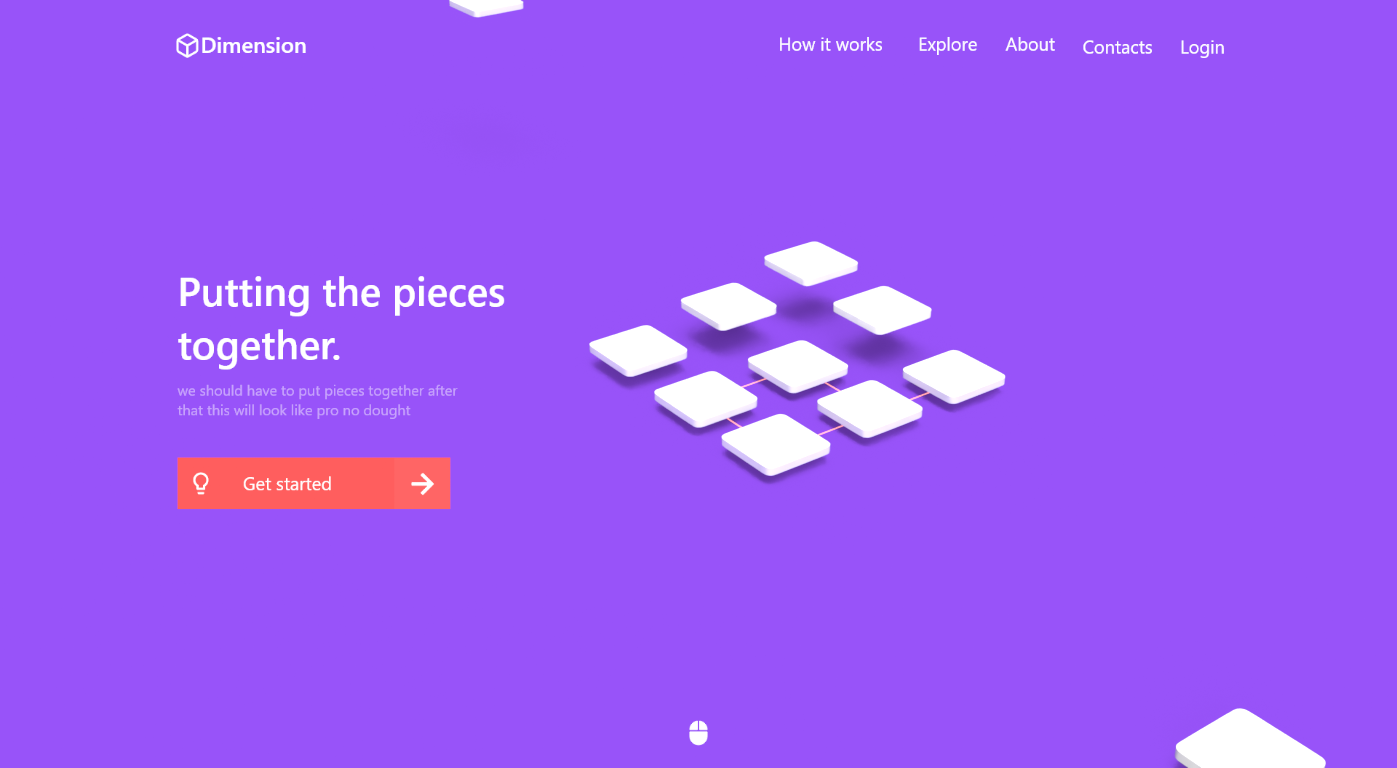 Dimension
How it works Explore About Contacts Login
Putting the pieces
together.
we should have to put pieces together after
that this will look like pro no dought
Get started